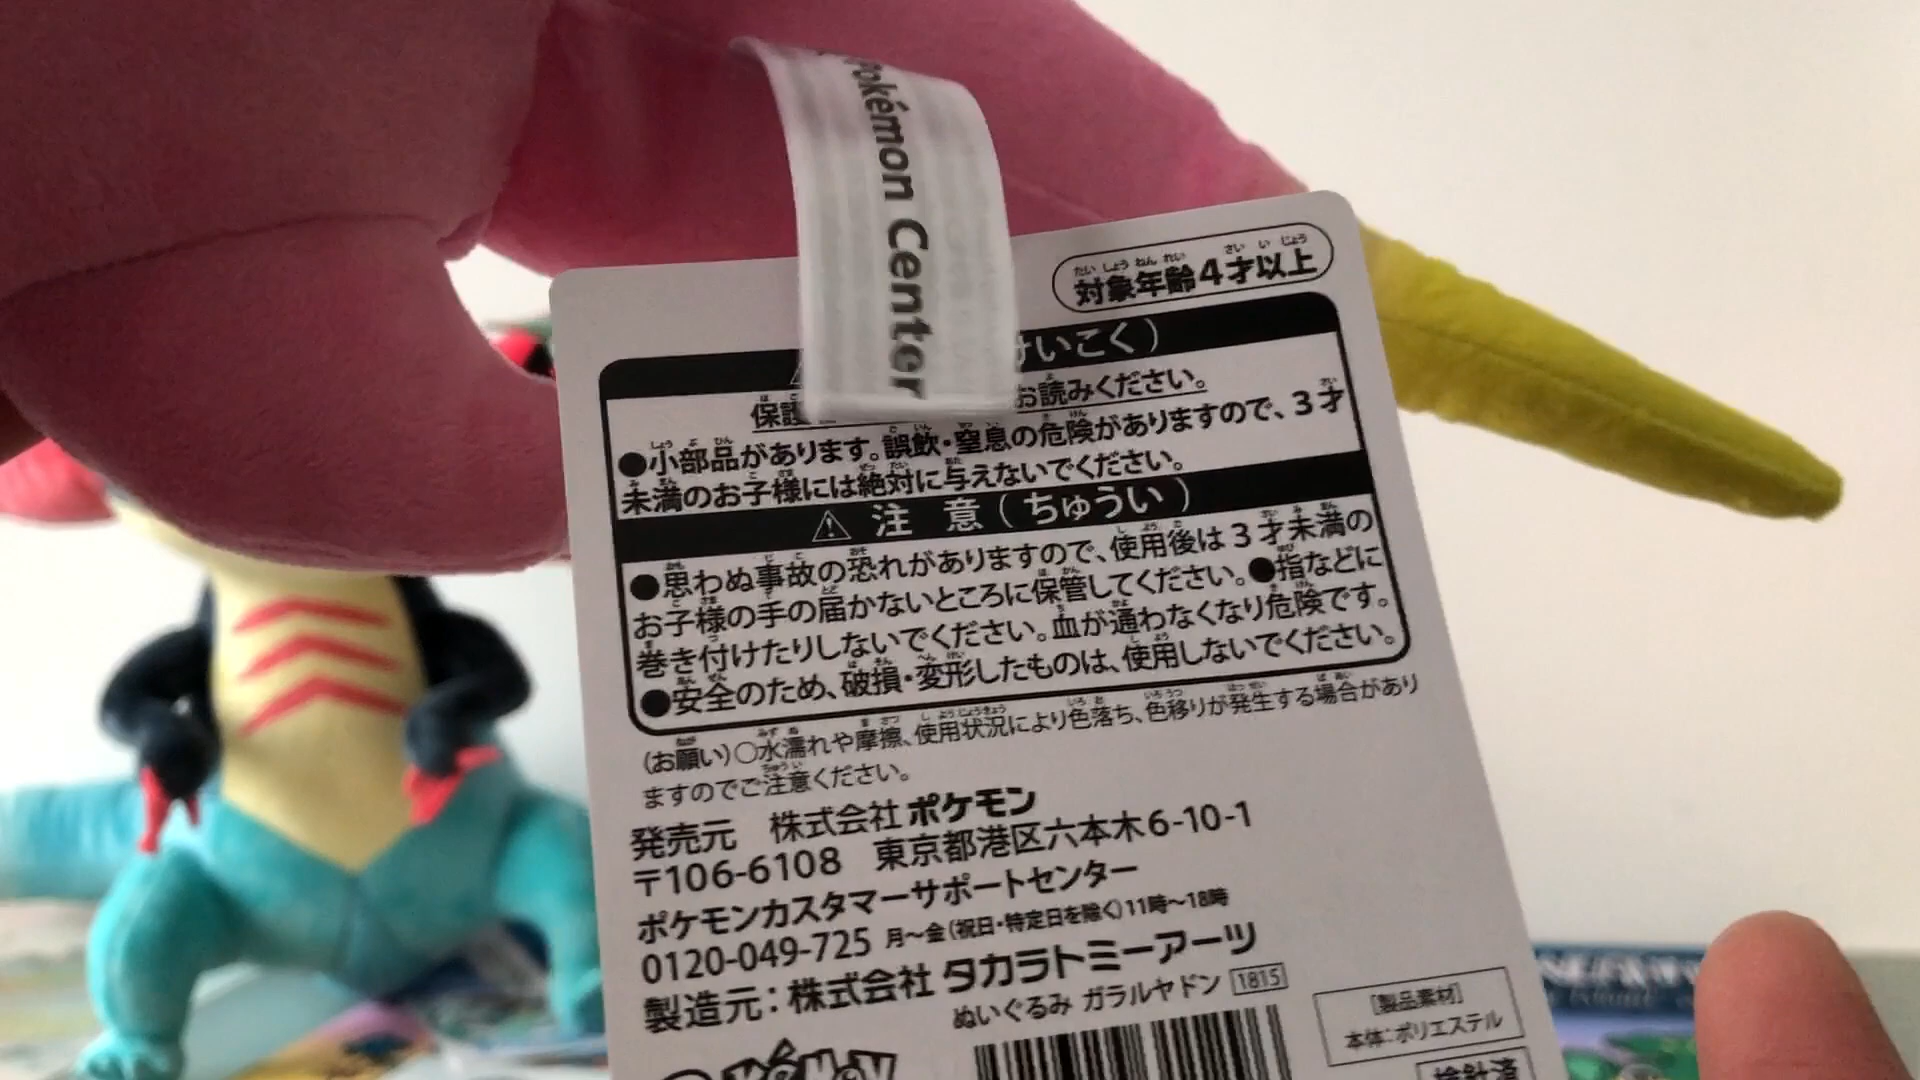 Pokémon Center
対象年齢4才以上
けいこく）
保護 お読みください。
●小部品があります。誤飲・窒息の危険がありますので、3才
未満のお子様には絶対に与えないでください。
⚠ 注 意（ちゅうい）
●思わぬ事故の恐れがありますので、使用後は3才未満の
お子様の手の届かないところに保管してください。●指などに
巻き付けたりしないでください。血が通わなくなり危険です。
●安全のため、破損・変形したものは、使用しないでください。
（お願い）○水濡れや摩擦、使用状況により色落ち、色移りが発生する場合があり
ますのでご注意ください。
発売元 株式会社ポケモン
〒106-6108 東京都港区六本木6-10-1
ポケモンカスタマーサポートセンター
0120-049-725 月～金（祝日・特定日を除く）11時～18時
製造元：株式会社 タカラトミーアーツ
ぬいぐるみ ガラルヤドン 1815
[製品素材]
本体：ポリエステル
検針済